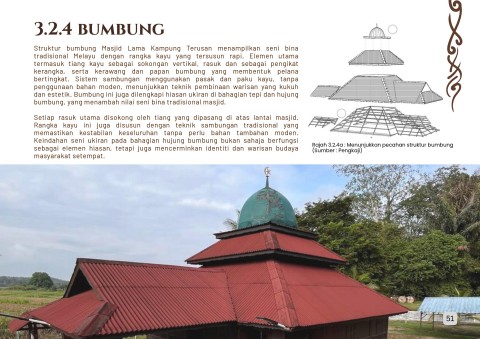 3.2.4 BUMBUNG
Struktur bumbung Masjid Lama Kampung Terusan menampilkan seni bina
tradisional Melayu dengan rangka kayu yang tersusun rapi. Elemen utama
termasuk tiang kayu sebagai sokongan vertikal, rasuk dan sebagai pengikat
kerangka, serta kerawang dan papan bumbung yang membentuk pelana
bertingkat. Sistem sambungan menggunakan pasak dan paku kayu, tanpa
penggunaan bahan moden, menunjukkan teknik pembinaan warisan yang kukuh
dan estetik. Bumbung ini juga dilengkapi hiasan ukiran di bahagian tepi dan hujung
bumbung, yang menambah nilai seni bina tradisional masjid.
Setiap rasuk utama disokong oleh tiang yang dipasang di atas lantai masjid.
Rangka kayu ini juga disusun dengan teknik sambungan tradisional yang
memastikan kestabilan keseluruhan tanpa perlu bahan tambahan moden.
Keindahan seni ukiran pada bahagian hujung bumbung bukan sahaja berfungsi
sebagai elemen hiasan, tetapi juga mencerminkan identiti dan warisan budaya
masyarakat setempat.
Rajah 3.2.4a : Menunjukkan pecahan struktur bumbung
(Sumber : Pengkaji)
51